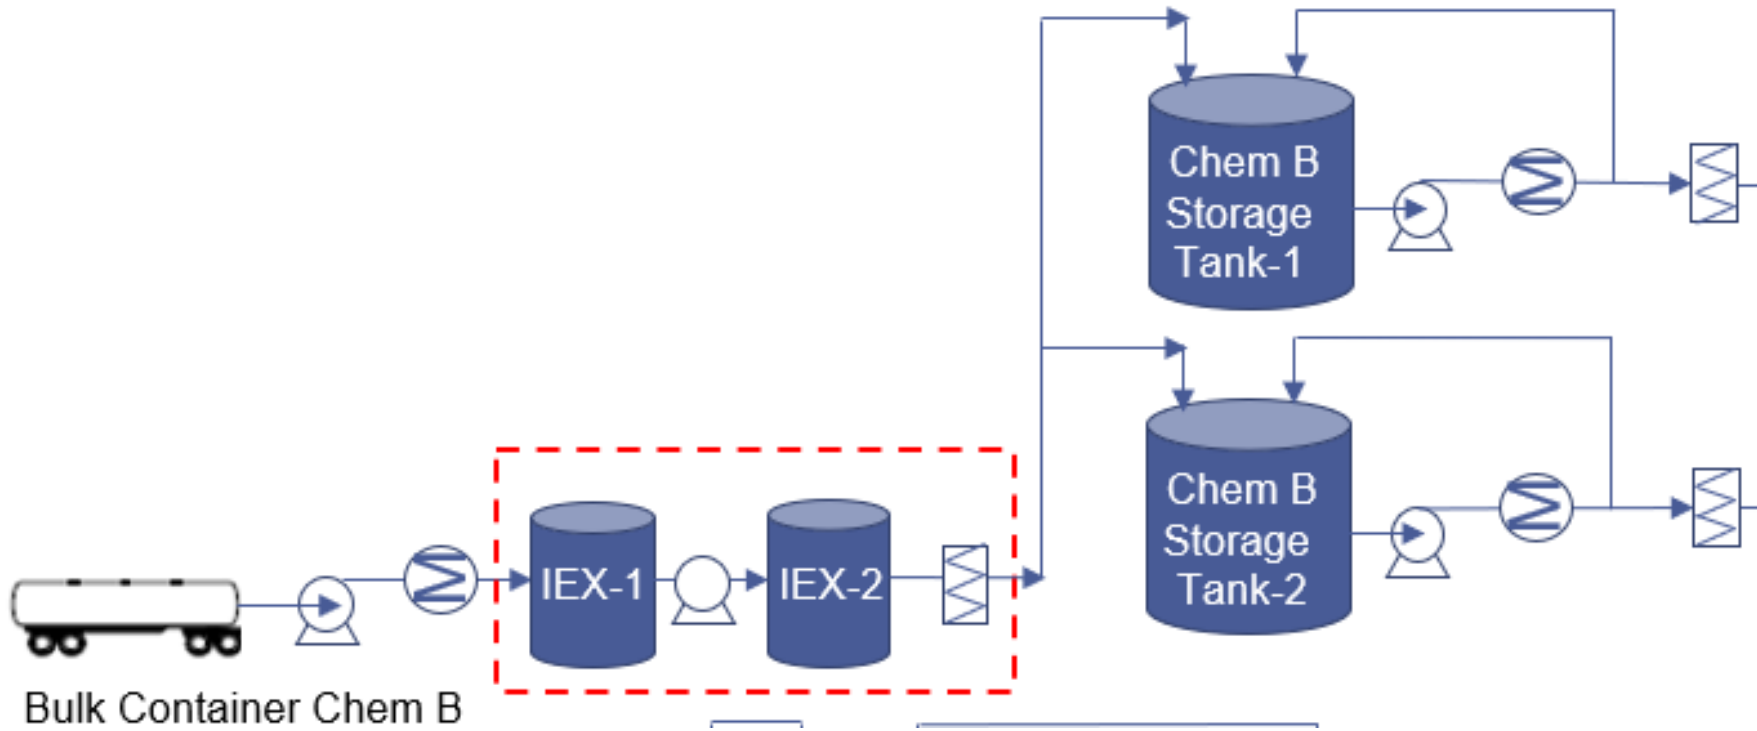 Chem B
Storage
Tank-1
Chem B
Storage
Tank-2
IEX-1
IEX-2
Bulk Container Chem B